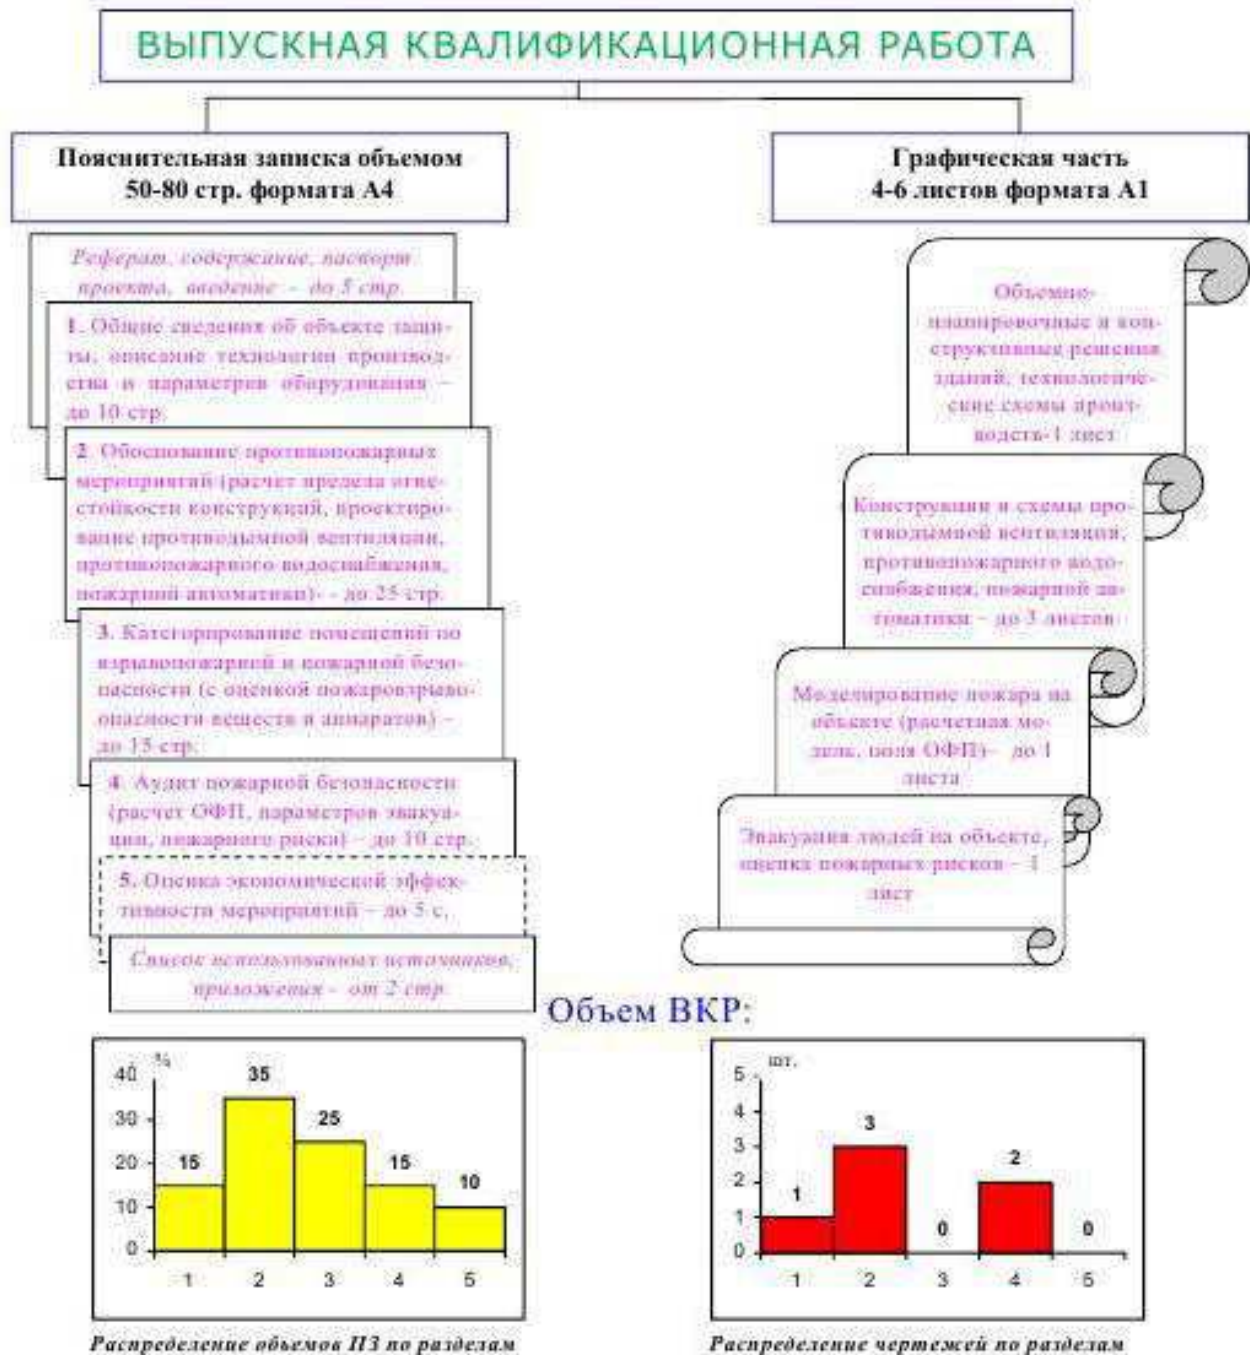 ВЫПУСКНАЯ КВАЛИФИКАЦИОННАЯ РАБОТА
Пояснительная записка объемом
50-80 стр. формата А4
Реферат, содержание, паспорт
проекта, введение - до 5 стр.
1. Общие сведения об объекте защи-
ты, описание технологии производ-
ства и параметров оборудования –
до 10 стр.
2. Обоснование противопожарных
мероприятий (расчет предела огне-
стойкости конструкций, проектиро-
вание противодымной вентиляции,
противопожарного водоснабжения,
пожарной автоматики)- - до 25 стр.
3. Категорирование помещений по
взрывопожарной и пожарной безо-
пасности (с оценкой пожаровзрыво-
опасности веществ и аппаратов) –
до 15 стр.
4. Аудит пожарной безопасности
(расчет ОФП, параметров эвакуа-
ции, пожарного риска) – до 10 стр.
5. Оценка экономической эффек-
тивности мероприятий – до 5 с.
Список использованных источников,
приложения - от 2 стр.
Графическая часть
4-6 листов формата А1
Объемно-
планировочные и кон-
структивные решения
зданий, технологиче-
ские схемы произ-
водств-1 лист
Конструкции и схемы про-
тиводымной вентиляции,
противопожарного водо-
снабжения, пожарной ав-
томатики – до 3 листов
Моделирование пожара на
объекте (расчетная мо-
дель, поля ОФП)– до 1
листа
Эвакуация людей на объекте,
оценка пожарных рисков – 1
лист
Объем ВКР:
%
40
30
20
10
0
15
35
25
15
10
1 2 3 4 5
Распределение объемов ПЗ по разделам
шт.
5
4
3
2
1
0
1
3
0
2
0
1 2 3 4 5
Распределение чертежей по разделам